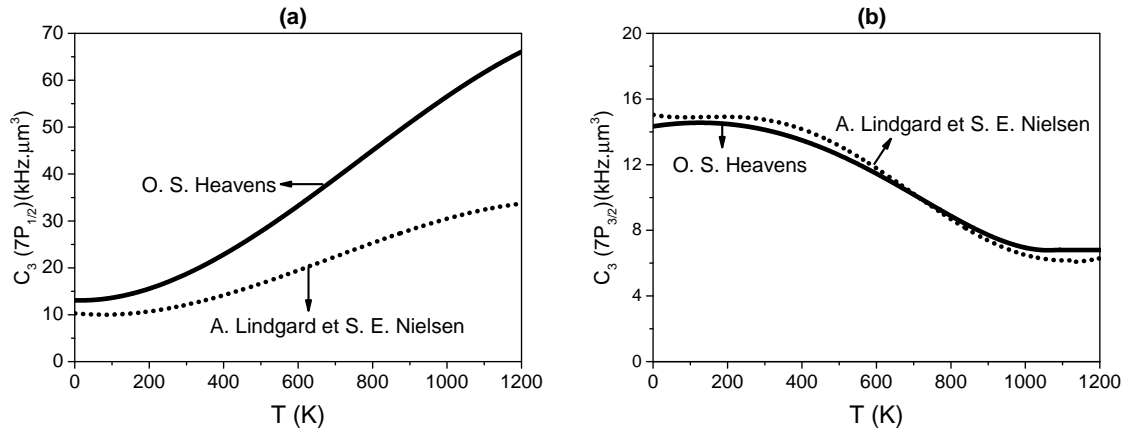 (a)
C₃ (7P₁/₂)(kHz.μm³)
70
60
50
40
30
20
10
0
O. S. Heavens
A. Lindgard et S. E. Nielsen
0 200 400 600 800 1000 1200
T (K)
(b)
C₃ (7P₃/₂)(kHz.μm³)
20
16
12
8
4
0
A. Lindgard et S. E. Nielsen
O. S. Heavens
0 200 400 600 800 1000 1200
T (K)